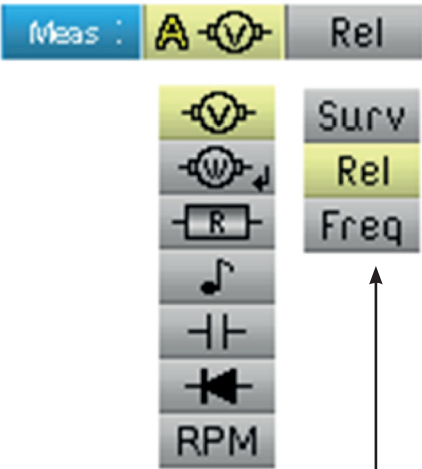 Meas : A V Rel
V Surv
W Rel
R Freq
RPM